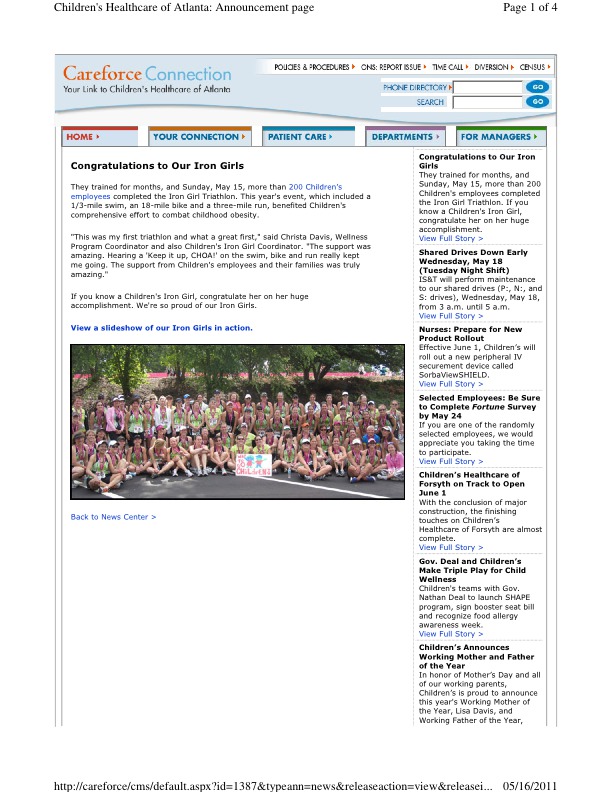 Children's Healthcare of Atlanta: Announcement page
Page 1 of 4
Careforce Connection
Your Link to Children's Healthcare of Atlanta
POLICIES & PROCEDURES
ONS: REPORT ISSUE
TIME CALL
DIVERSION
CENSUS
PHONE DIRECTORY
GO
SEARCH
GO
HOME
YOUR CONNECTION
PATIENT CARE
DEPARTMENTS
FOR MANAGERS
Congratulations to Our Iron Girls
They trained for months, and Sunday, May 15, more than 200 Children's
employees completed the Iron Girl Triathlon. This year's event, which included a
1/3-mile swim, an 18-mile bike and a three-mile run, benefited Children's
comprehensive effort to combat childhood obesity.
"This was my first triathlon and what a great first," said Christa Davis, Wellness
Program Coordinator and also Children's Iron Girl Coordinator. "The support was
amazing. Hearing a 'Keep it up, CHOA!' on the swim, bike and run really kept
me going. The support from Children's employees and their families was truly
amazing."
If you know a Children's Iron Girl, congratulate her on her huge
accomplishment. We're so proud of our Iron Girls.
View a slideshow of our Iron Girls in action.
CHILDREN'S
Back to News Center >
Congratulations to Our Iron
Girls
They trained for months, and
Sunday, May 15, more than 200
Children's employees completed
the Iron Girl Triathlon. If you
know a Children's Iron Girl,
congratulate her on her huge
accomplishment.
View Full Story >
Shared Drives Down Early
Wednesday, May 18
(Tuesday Night Shift)
IS&T will perform maintenance
to our shared drives (P:, N:, and
S: drives), Wednesday, May 18,
from 3 a.m. until 5 a.m.
View Full Story >
Nurses: Prepare for New
Product Rollout
Effective June 1, Children's will
roll out a new peripheral IV
securement device called
SorbaViewSHIELD.
View Full Story >
Selected Employees: Be Sure
to Complete Fortune Survey
by May 24
If you are one of the randomly
selected employees, we would
appreciate you taking the time
to participate.
View Full Story >
Children's Healthcare of
Forsyth on Track to Open
June 1
With the conclusion of major
construction, the finishing
touches on Children's
Healthcare of Forsyth are almost
complete.
View Full Story >
Gov. Deal and Children's
Make Triple Play for Child
Wellness
Children's teams with Gov.
Nathan Deal to launch SHAPE
program, sign booster seat bill
and recognize food allergy
awareness week.
View Full Story >
Children's Announces
Working Mother and Father
of the Year
In honor of Mother's Day and all
of our working parents,
Children's is proud to announce
this year's Working Mother of
the Year, Lisa Davis, and
Working Father of the Year,
http://careforce/cms/default.aspx?id=1387&typeann=news&releaseaction=view&releasei...
05/16/2011